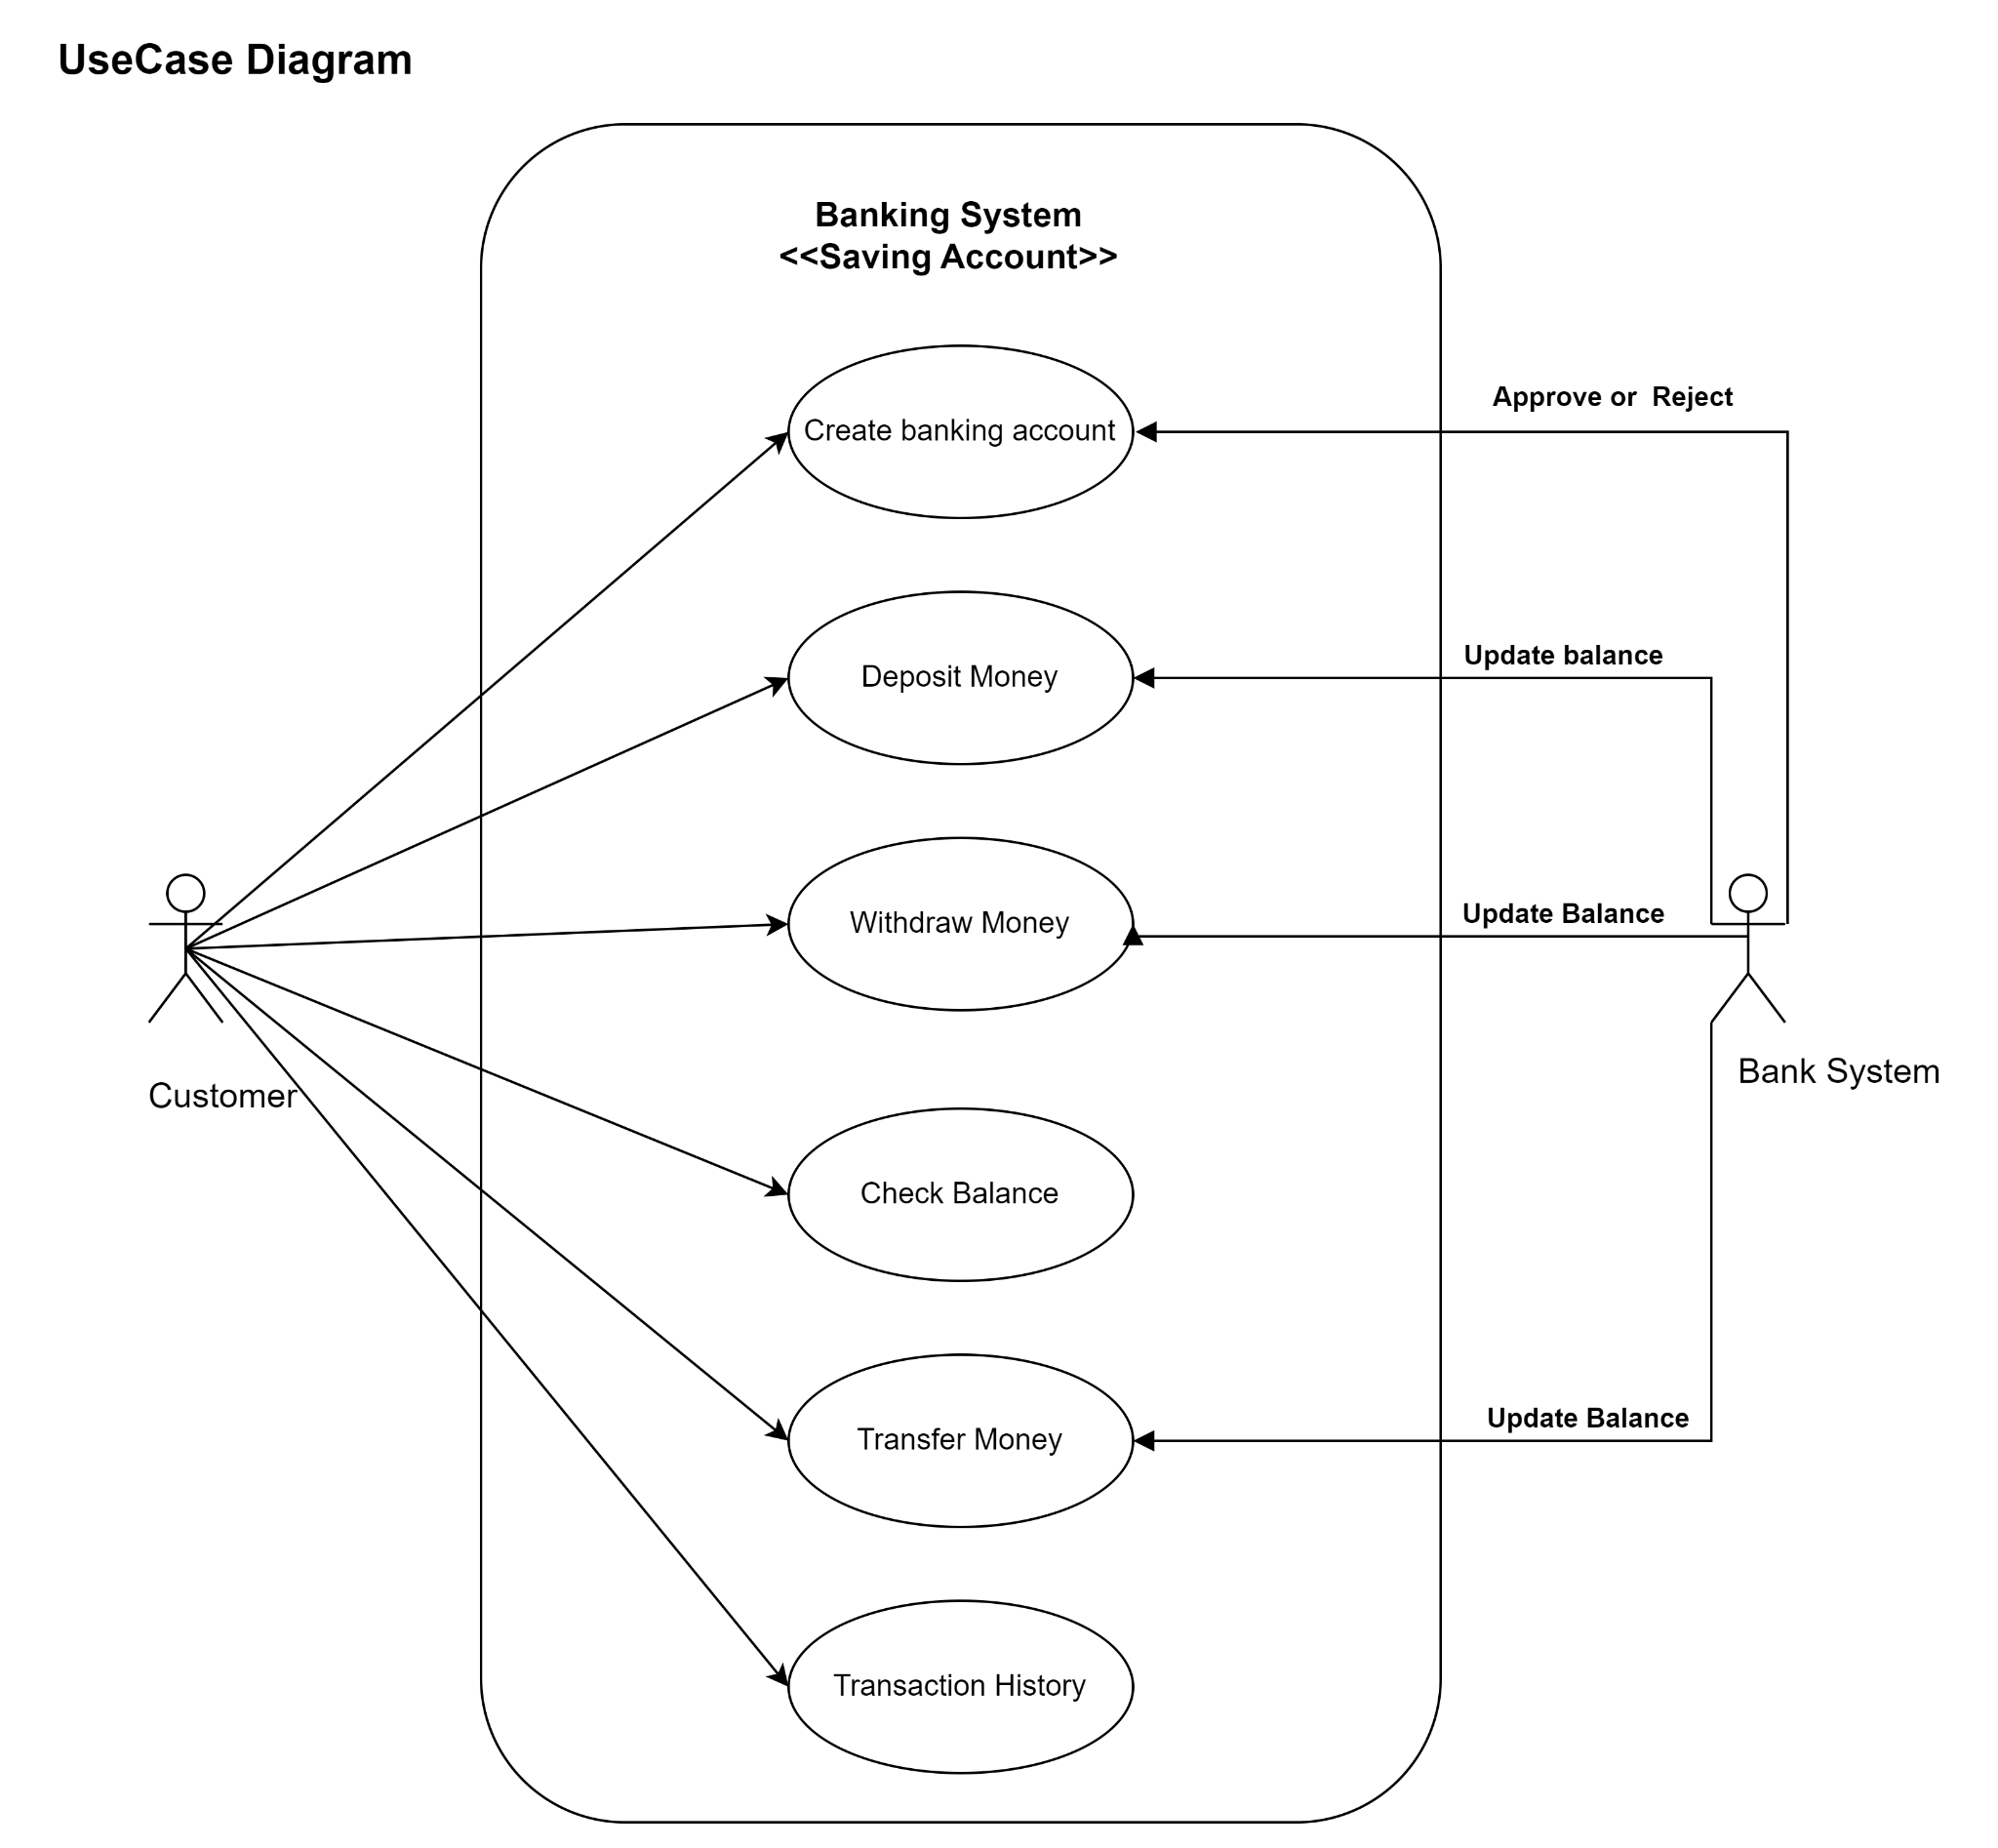 UseCase Diagram
Banking System
<<Saving Account>>
Approve or  Reject
Create banking account
Update balance
Deposit Money
Update Balance
Withdraw Money
Bank System
Customer
Check Balance
Update Balance
Transfer Money
Transaction History